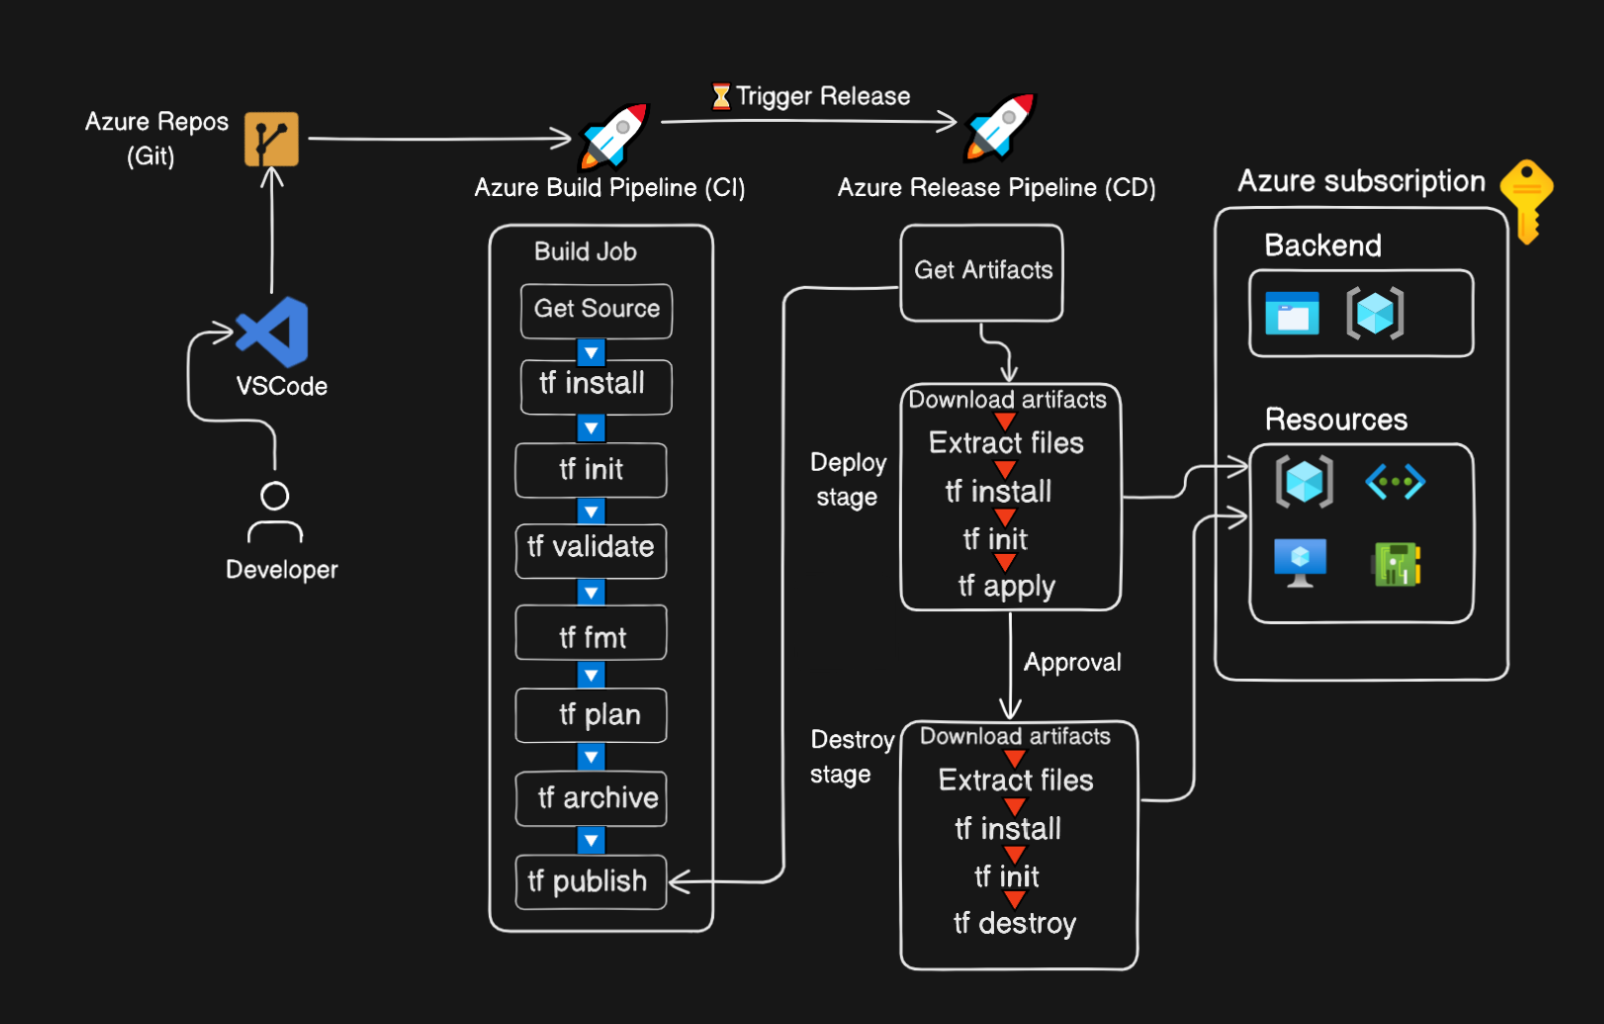 Azure Repos
(Git)
VSCode
Developer
Trigger Release
Azure Build Pipeline (CI)
Build Job
Get Source
tf install
tf init
tf validate
tf fmt
tf plan
tf archive
tf publish
Azure Release Pipeline (CD)
Get Artifacts
Deploy
stage
Download artifacts
Extract files
tf install
tf init
tf apply
Approval
Destroy
stage
Download artifacts
Extract files
tf install
tf init
tf destroy
Azure subscription
Backend
Resources